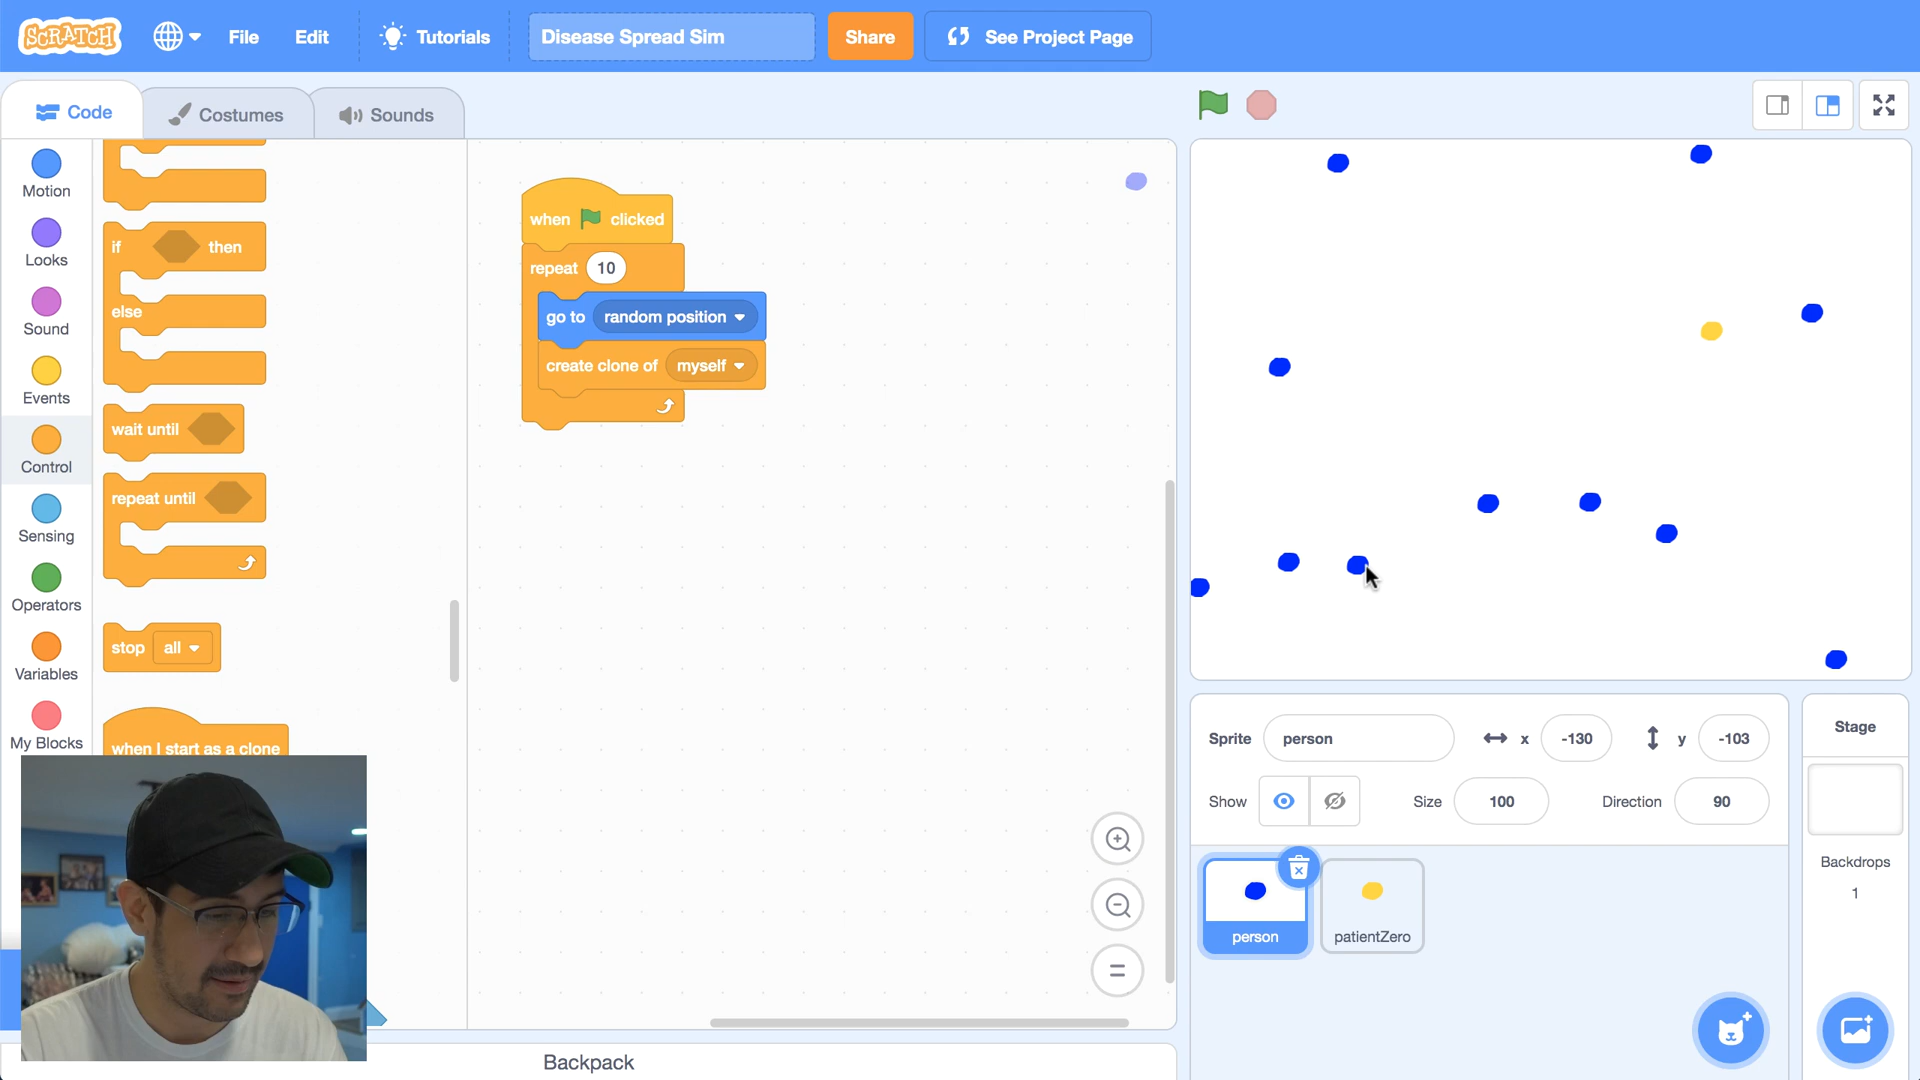 SCRATCH
File
Edit
Tutorials
Disease Spread Sim
Share
See Project Page
Code
Costumes
Sounds
Motion
Looks
Sound
Events
Control
Sensing
Operators
Variables
My Blocks
if then
else
wait until
repeat until
stop all
when I start as a clone
when clicked
repeat 10
go to random position
create clone of myself
Sprite person x -130 y -103
Show Size 100 Direction 90
person
patientZero
Stage
Backdrops
1
Backpack